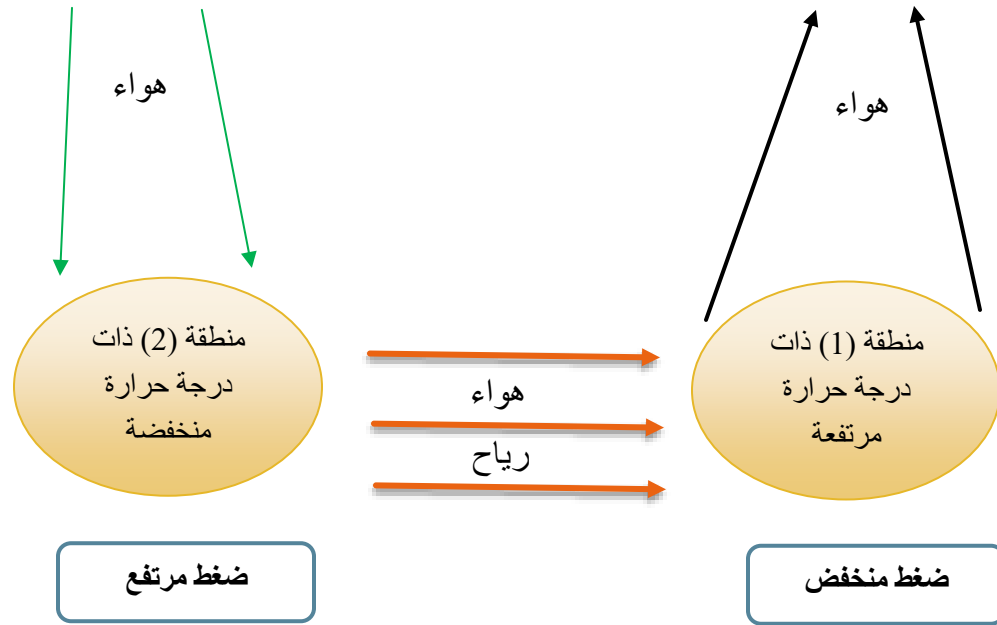 هواء
هواء
منطقة (1) ذات
درجة حرارة
مرتفعة
هواء
رياح
منطقة (2) ذات
درجة حرارة
منخفضة
ضغط منخفض
ضغط مرتفع